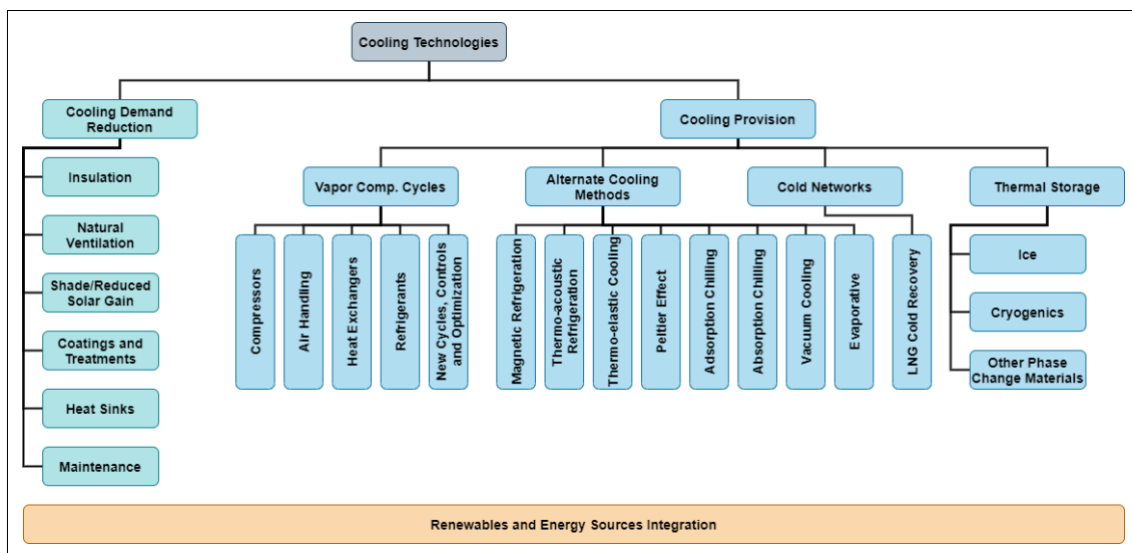 Cooling Technologies
Cooling Demand
Reduction
Cooling Provision
Insulation
Natural
Ventilation
Shade/Reduced
Solar Gain
Coatings and
Treatments
Heat Sinks
Maintenance
Vapor Comp. Cycles
Alternate Cooling
Methods
Cold Networks
Thermal Storage
Compressors
Air Handling
Heat Exchangers
Refrigerants
New Cycles, Controls
and Optimization
Magnetic Refrigeration
Thermo-acoustic
Refrigeration
Thermo-elastic Cooling
Peltier Effect
Adsorption Chilling
Absorption Chilling
Vacuum Cooling
Evaporative
LNG Cold Recovery
Ice
Cryogenics
Other Phase
Change Materials
Renewables and Energy Sources Integration